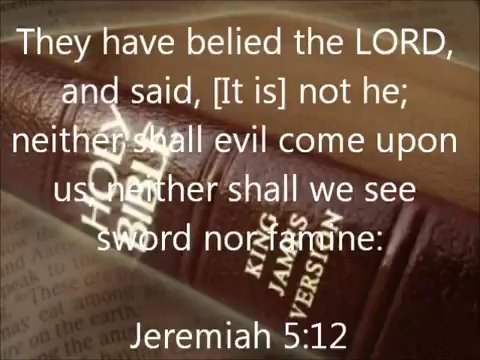 They have belied the LORD,
and said, [It is] not he;
neither shall evil come upon
us; neither shall we see
sword nor famine:
Jeremiah 5:12
HOLY
BIBLE
KING
JAMES
VERSION